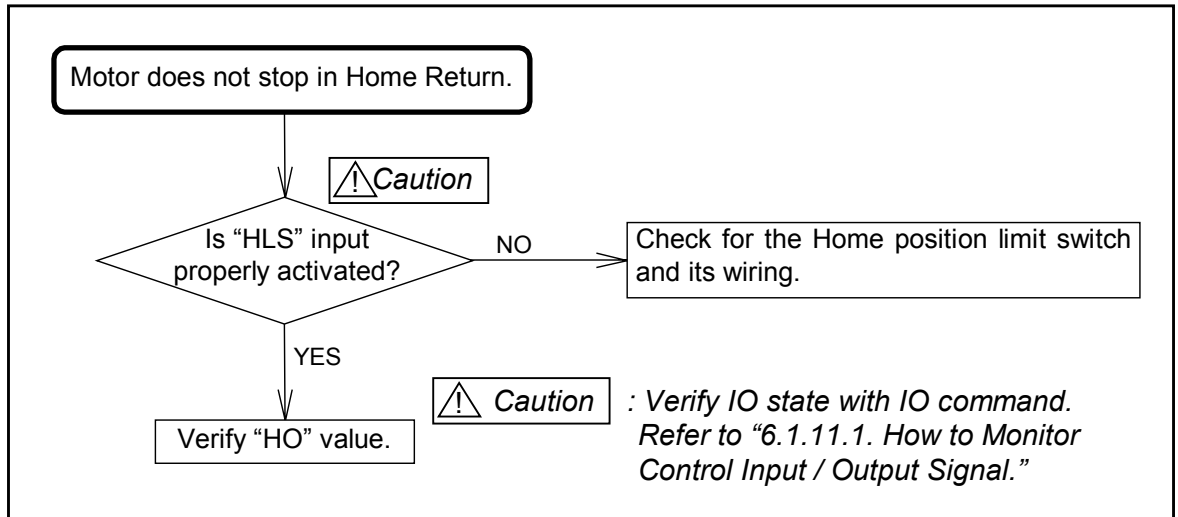 Motor does not stop in Home Return.
! Caution
Is “HLS” input
properly activated?
NO
Check for the Home position limit switch
and its wiring.
YES
Verify “HO” value.
! Caution : Verify IO state with IO command.
Refer to “6.1.11.1. How to Monitor
Control Input / Output Signal.”